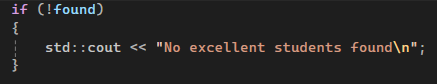 if (!found)
{
    std::cout << "No excellent students found\n";
}